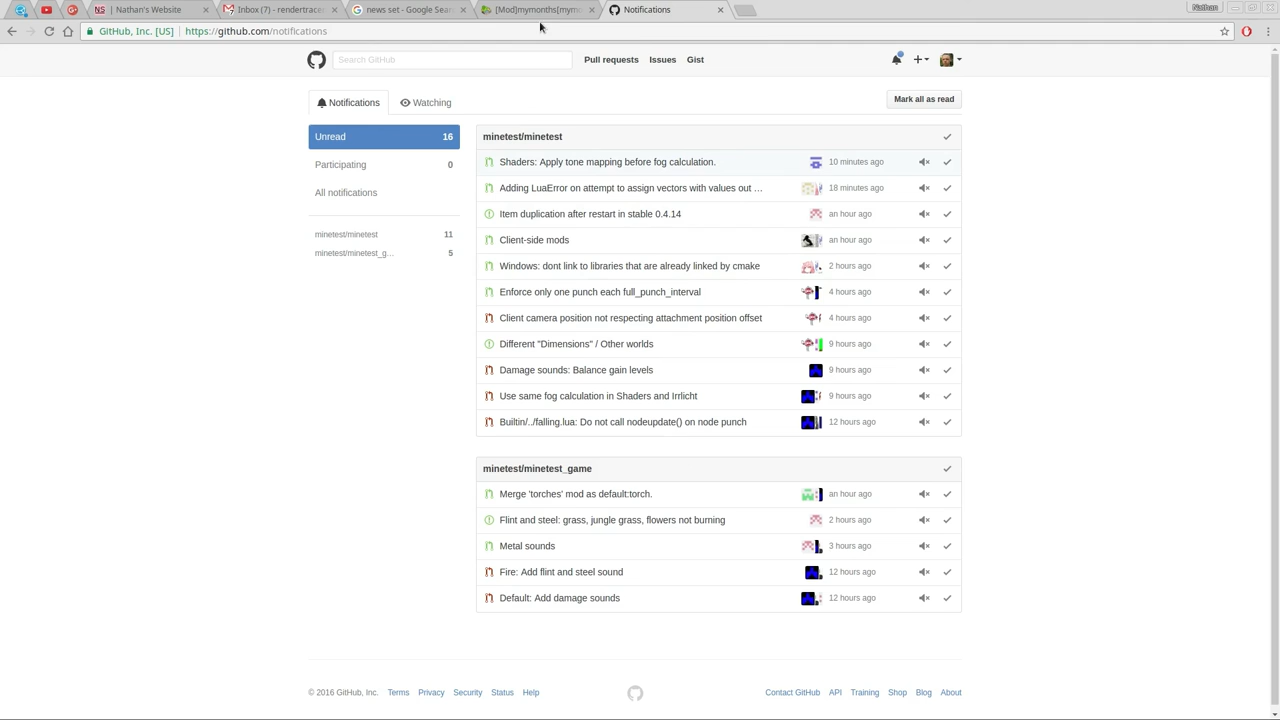 | Nathan's Website
Inbox (7) - rendertraces
news set - Google Sear
[Mod]mymonths[mymo
Notifications
Nathan
GitHub, Inc. [US]
https://github.com/notifications
Search GitHub
Pull requests
Issues
Gist
Notifications
Watching
Mark all as read
Unread 16
Participating 0
All notifications
minetest/minetest 11
minetest/minetest_g... 5
minetest/minetest
Shaders: Apply tone mapping before fog calculation. 10 minutes ago
Adding LuaError on attempt to assign vectors with values out ... 18 minutes ago
Item duplication after restart in stable 0.4.14 an hour ago
Client-side mods an hour ago
Windows: dont link to libraries that are already linked by cmake 2 hours ago
Enforce only one punch each full_punch_interval 4 hours ago
Client camera position not respecting attachment position offset 4 hours ago
Different "Dimensions" / Other worlds 9 hours ago
Damage sounds: Balance gain levels 9 hours ago
Use same fog calculation in Shaders and Irrlicht 9 hours ago
Builtin/../falling.lua: Do not call nodeupdate() on node punch 12 hours ago
minetest/minetest_game
Merge 'torches' mod as default:torch. an hour ago
Flint and steel: grass, jungle grass, flowers not burning 2 hours ago
Metal sounds 3 hours ago
Fire: Add flint and steel sound 12 hours ago
Default: Add damage sounds 12 hours ago
© 2016 GitHub, Inc. Terms Privacy Security Status Help
Contact GitHub API Training Shop Blog About